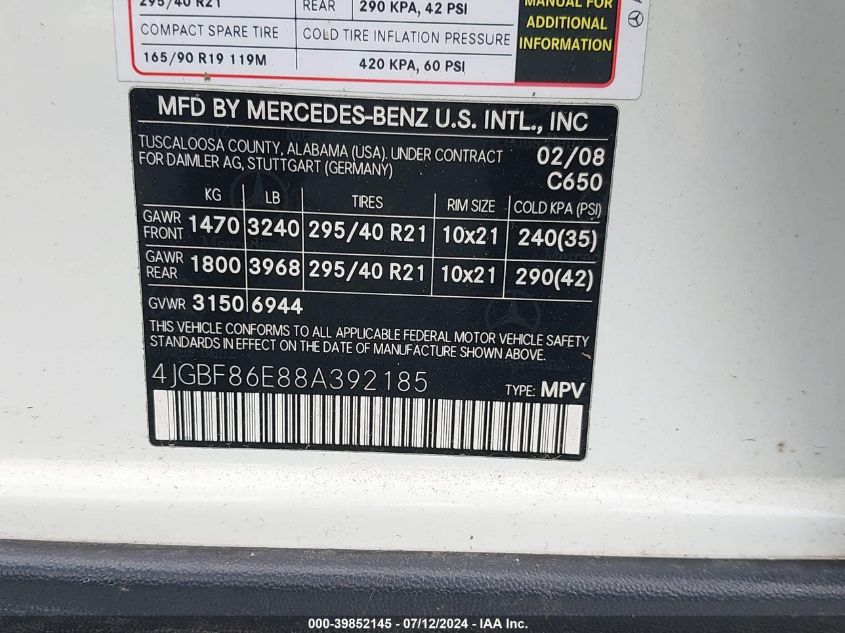 295/40 R21 REAR 290 KPA, 42 PSI
MANUAL FOR
ADDITIONAL
INFORMATION
COMPACT SPARE TIRE COLD TIRE INFLATION PRESSURE
165/90 R19 119M 420 KPA, 60 PSI
MFD BY MERCEDES-BENZ U.S. INTL., INC
TUSCALOOSA COUNTY, ALABAMA (USA). UNDER CONTRACT 02/08
FOR DAIMLER AG, STUTTGART (GERMANY) C650
KG LB TIRES RIM SIZE COLD KPA (PSI)
GAWR FRONT 1470 3240 295/40 R21 10x21 240(35)
GAWR REAR 1800 3968 295/40 R21 10x21 290(42)
GVWR 3150 6944
THIS VEHICLE CONFORMS TO ALL APPLICABLE FEDERAL MOTOR VEHICLE SAFETY
STANDARDS IN EFFECT ON THE DATE OF MANUFACTURE SHOWN ABOVE.
4JGBF86E88A392185 TYPE: MPV
000-39852145 - 07/12/2024 - IAAI.com